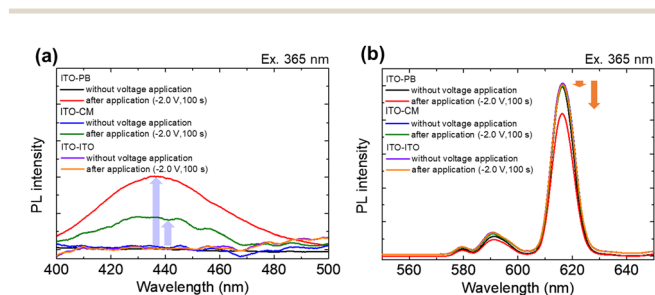 (a)
Ex. 365 nm
ITO-PB
without voltage application
after application (-2.0 V,100 s)
ITO-CM
without voltage application
after application (-2.0 V,100 s)
ITO-ITO
without voltage application
after application (-2.0 V,100 s)
PL intensity
400 420 440 460 480 500
Wavelength (nm)
(b)
Ex. 365 nm
ITO-PB
without voltage application
after application (-2.0 V,100 s)
ITO-CM
without voltage application
after application (-2.0 V,100 s)
ITO-ITO
without voltage application
after application (-2.0 V,100 s)
PL intensity
560 580 600 620 640
Wavelength (nm)